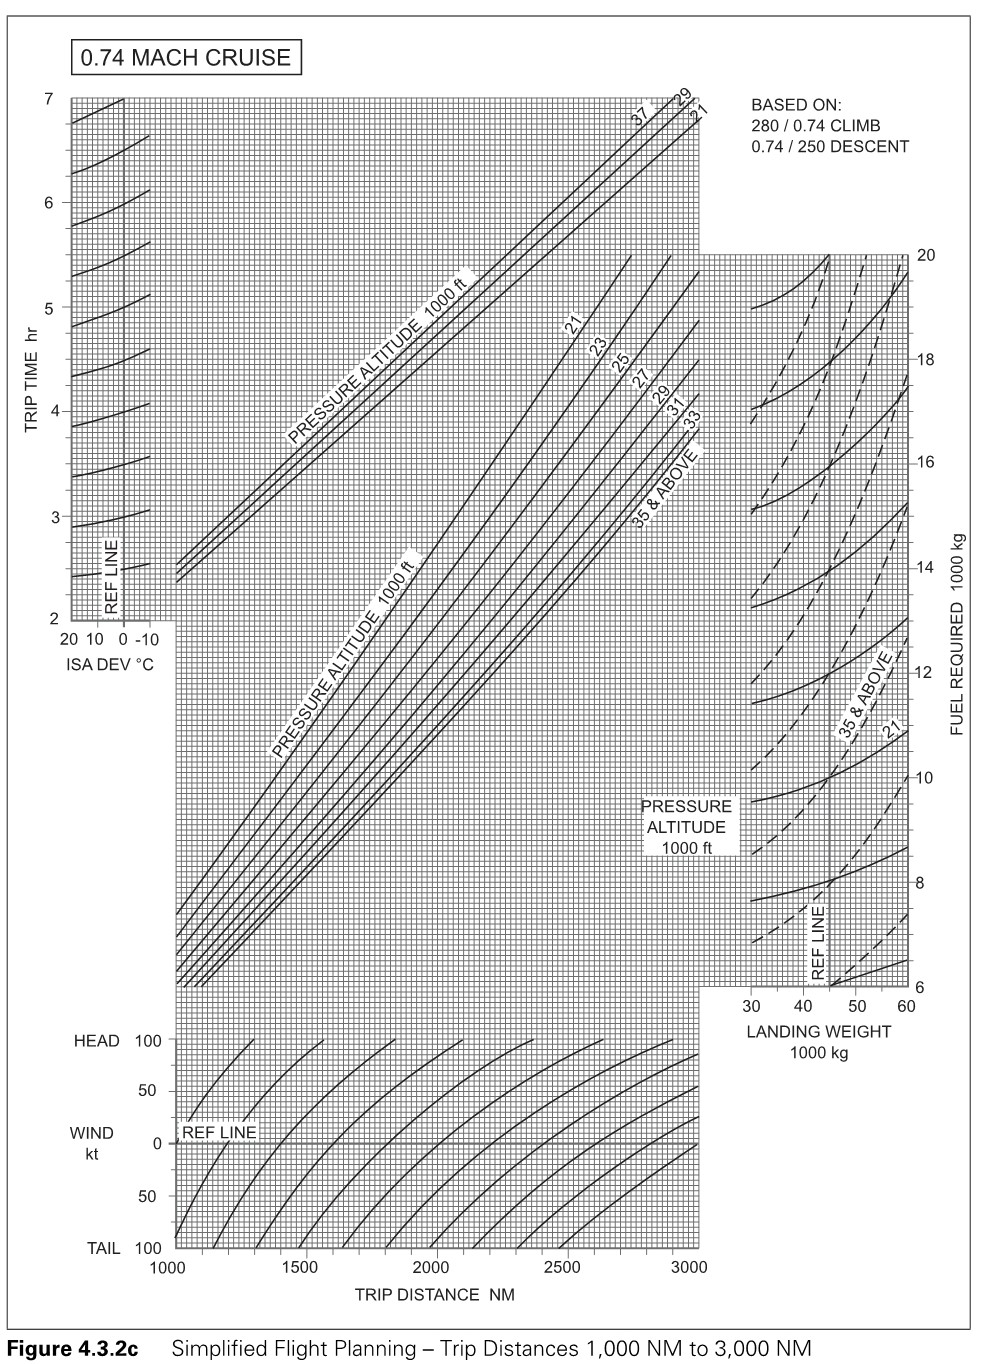 0.74 MACH CRUISE
BASED ON:
280 / 0.74 CLIMB
0.74 / 250 DESCENT
7
6
5
4
3
2
TRIP TIME hr
20 10 0 -10
ISA DEV °C
REF LINE
37
29
21
PRESSURE ALTITUDE 1000 ft
21
23
25
27
29
31
33
35 & ABOVE
PRESSURE ALTITUDE 1000 ft
20
18
16
14
12
10
8
6
FUEL REQUIRED 1000 kg
35 & ABOVE
21
PRESSURE
ALTITUDE
1000 ft
REF LINE
30 40 50 60
LANDING WEIGHT
1000 kg
HEAD 100
50
WIND
kt
0
50
TAIL 100
REF LINE
1000 1500 2000 2500 3000
TRIP DISTANCE NM
Figure 4.3.2c Simplified Flight Planning – Trip Distances 1,000 NM to 3,000 NM